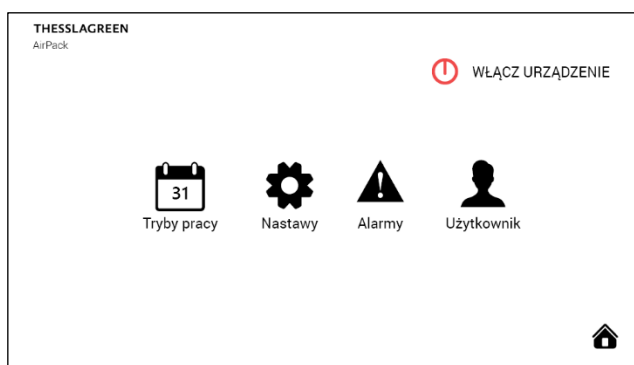 THESSLAGREEN
AirPack
WŁĄCZ URZĄDZENIE
31
Tryby pracy
Nastawy
Alarmy
Użytkownik